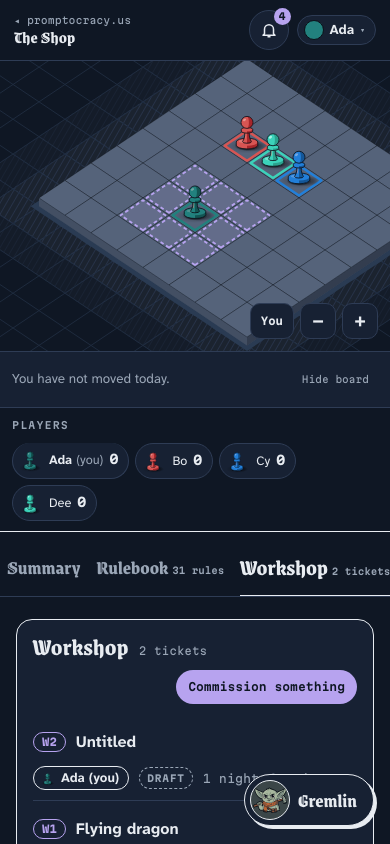 ◂ promptocracy.us
The Shop
4
Ada
You
−
+
You have not moved today.
Hide board
PLAYERS
Ada (you) 0
Bo 0
Cy 0
Dee 0
Summary
Rulebook 31 rules
Workshop 2 tickets
Workshop 2 tickets
Commission something
W2 Untitled
Ada (you) DRAFT 1 night
Gremlin
W1 Flying dragon